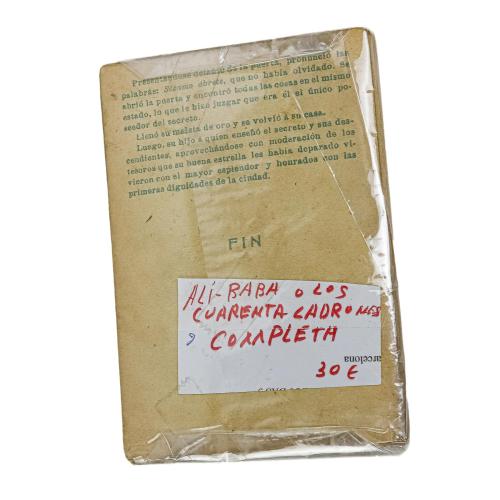 Presentándose delante de la puerta, pronunció las
palabras: Sésamo ábrete, que no había olvidado. Se
abrió la puerta y encontró todas las cosas en el mismo
estado, lo que le hizo juzgar que era él el único po-
seedor del secreto.
Llenó su maleta de oro y se volvió a su casa.
Luego, su hijo a quien enseñó el secreto y sus des-
cendientes, aprovechándose con moderación de los
tesoros que su buena estrella les había deparado vi-
vieron con el mayor esplendor y honrados con las
primeras dignidades de la ciudad.
FIN
ALÍ-BABA O LOS
CUARENTA LADRONES
COMPLETA
arcelona
30 €